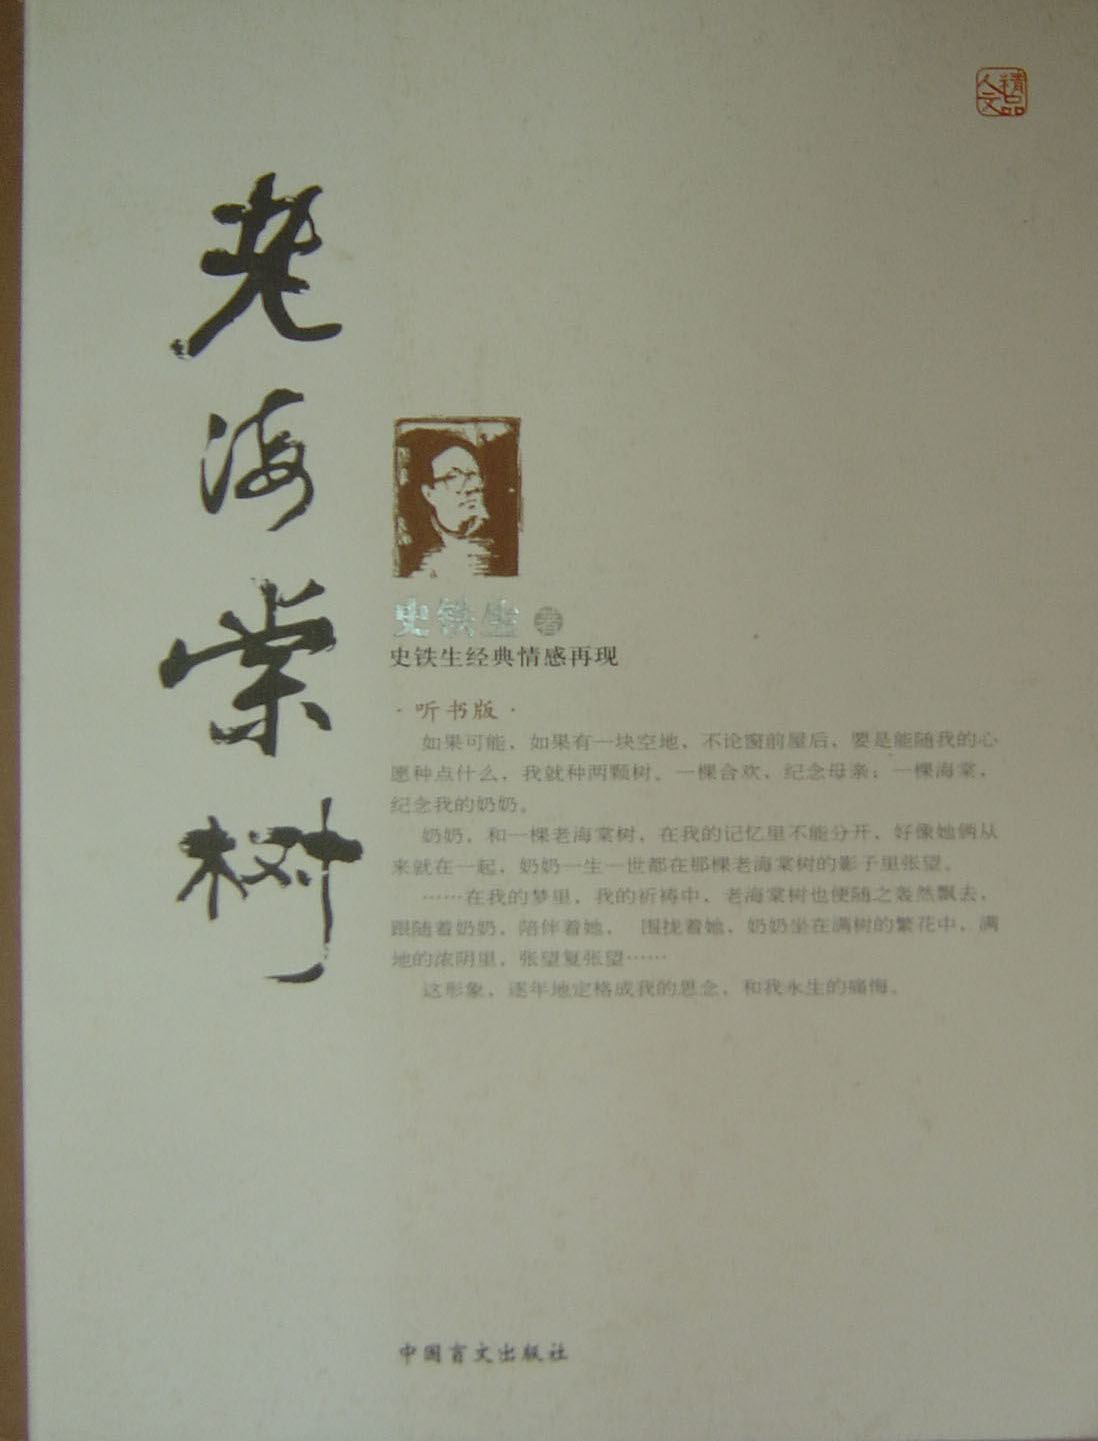 人文精品
老海棠树
史铁生 著
史铁生经典情感再现
·听书版·
如果可能，如果有一块空地，不论窗前屋后，要是能随我的心
愿种点什么，我就种两颗树。一棵合欢，纪念母亲；一棵海棠，
纪念我的奶奶。
奶奶，和一棵老海棠树，在我的记忆里不能分开，好像她俩从
来就在一起，奶奶一生一世都在那棵老海棠树的影子里张望。
……在我的梦里，我的祈祷中，老海棠树也便随之轰然飘去，
跟随着奶奶，陪伴着她， 围拢着她，奶奶坐在满树的繁花中，满
地的浓阴里，张望复张望……
这形象，逐年地定格成我的思念，和我永生的痛悔。
中国盲文出版社